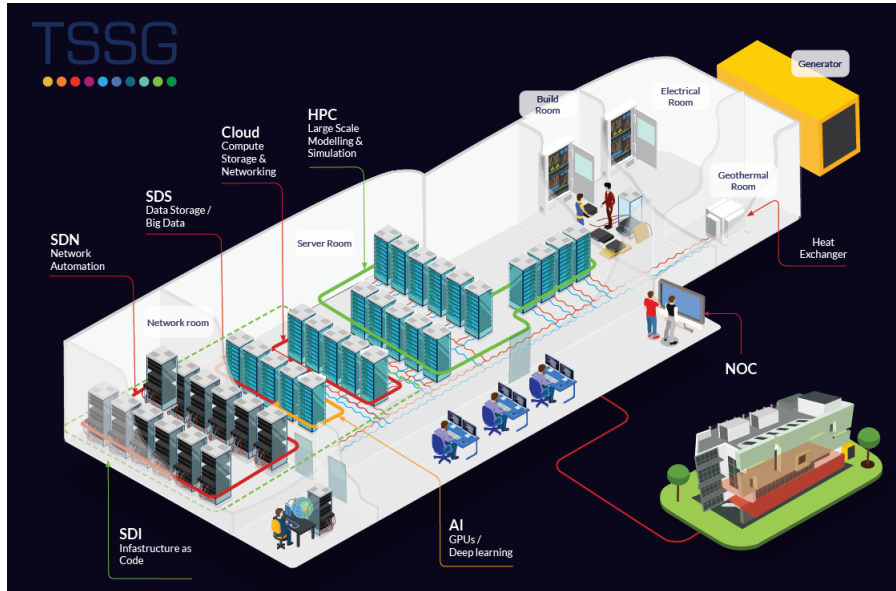 TSSG
Generator
Electrical
Room
Build
Room
HPC
Large Scale
Modelling &
Simulation
Cloud
Compute
Storage &
Networking
Geothermal
Room
SDS
Data Storage /
Big Data
Server Room
SDN
Network
Automation
Heat
Exchanger
Network room
NOC
SDI
Infastructure as
Code
AI
GPUs /
Deep learning